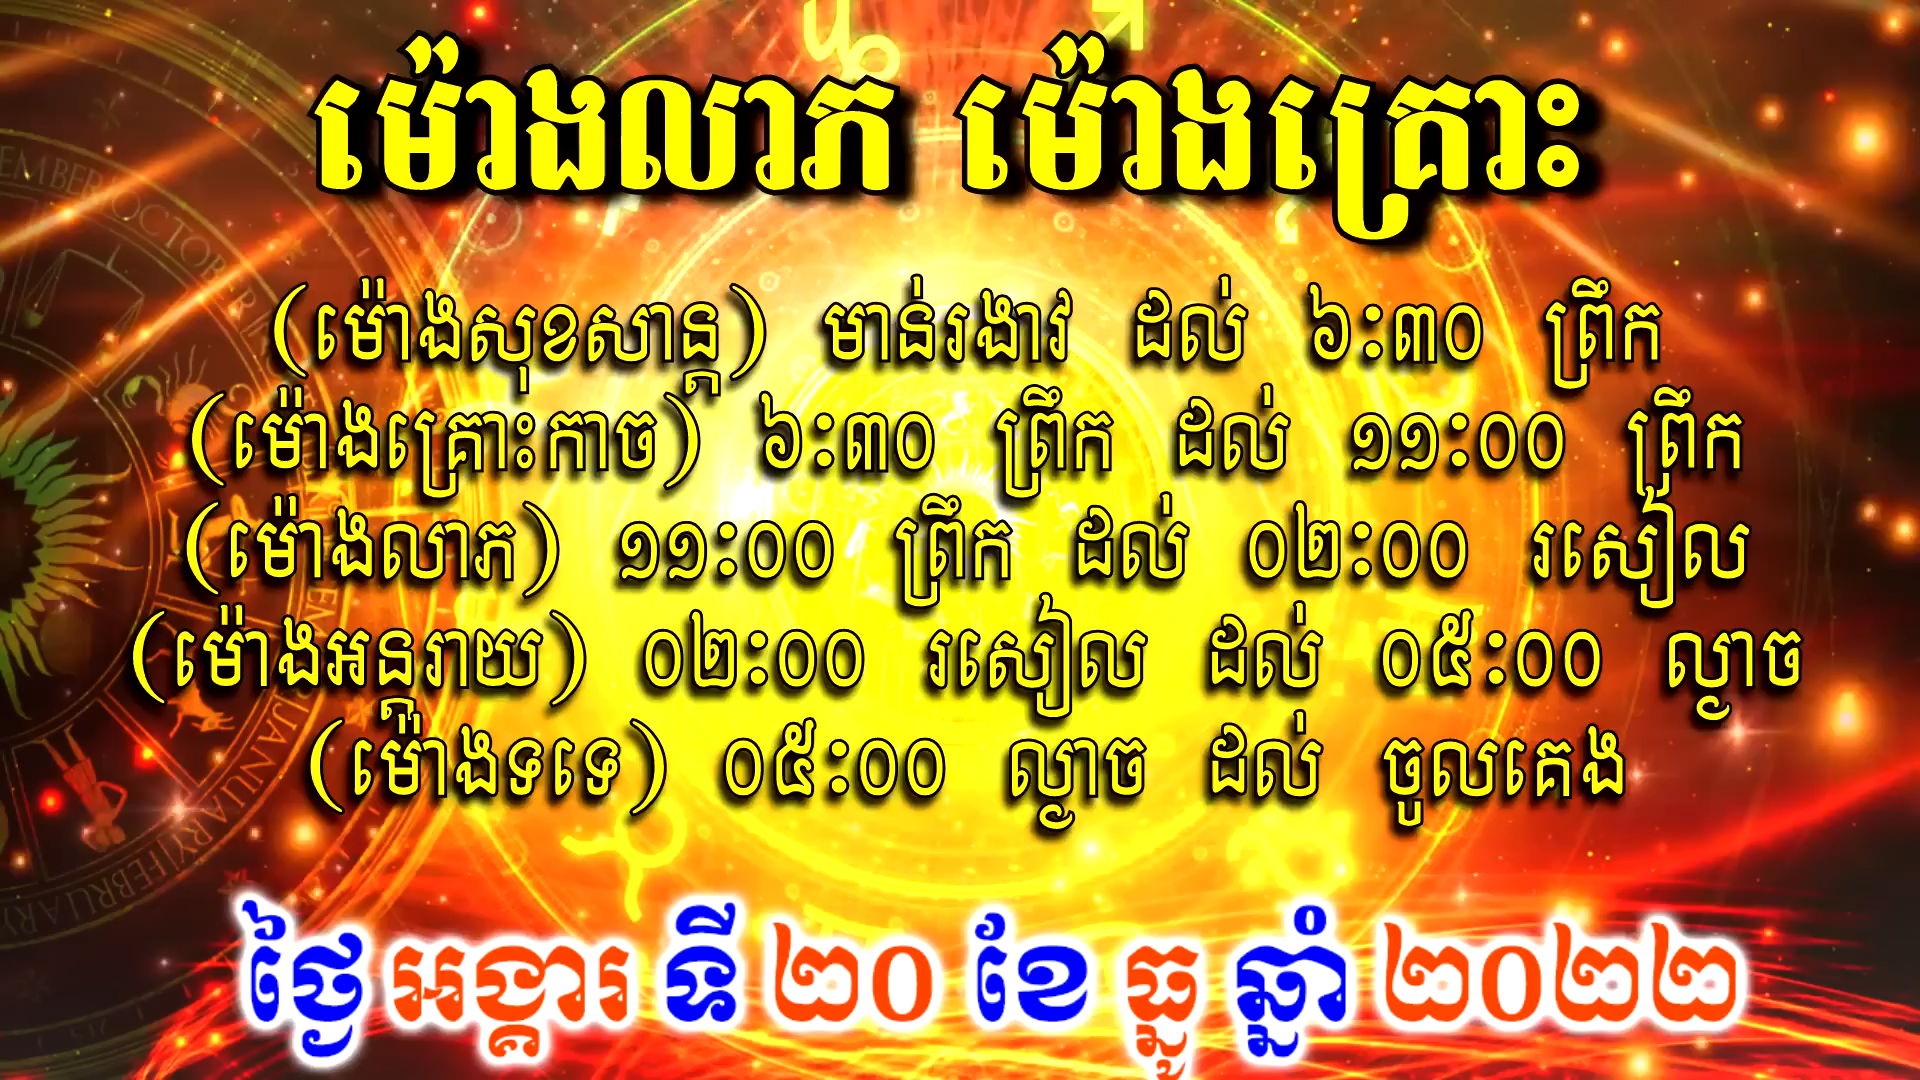 ម៉ោងលាភ ម៉ោងគ្រោះ
(ម៉ោងសុខសាន្ត) មាន់រងាវ ដល់ ៦:៣០ ព្រឹក
(ម៉ោងគ្រោះកាច) ៦:៣០ ព្រឹក ដល់ ១១:០០ ព្រឹក
(ម៉ោងលាភ) ១១:០០ ព្រឹក ដល់ ០២:០០ រសៀល
(ម៉ោងអន្តរាយ) ០២:០០ រសៀល ដល់ ០៥:០០ ល្ងាច
(ម៉ោងទទេ) ០៥:០០ ល្ងាច ដល់ ចូលគេង
ថ្ងៃ អង្គារ ទី ២០ ខែ ធ្នូ ឆ្នាំ ២០២២
OCTOBER
JANUARY
FEBRUARY